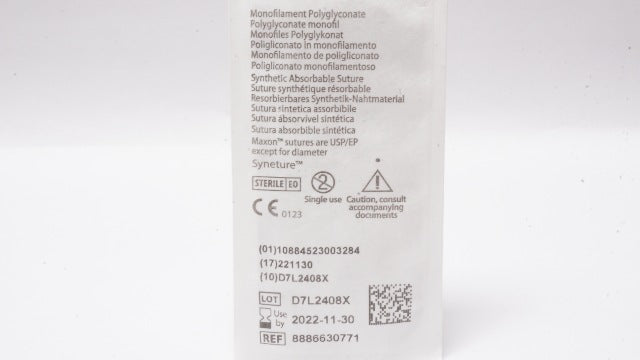 Monofilament Polyglyconate
Polyglyconate monofil
Monofiles Polyglykonat
Poligliconato in monofilamento
Monofilamento de poligliconato
Poligliconato monofilamentoso
Synthetic Absorbable Suture
Suture synthétique résorbable
Resorbierbares Synthetik-Nahtmaterial
Sutura sintetica assorbibile
Sutura absorvível sintética
Sutura absorbible sintética
Maxon™ sutures are USP/EP
except for diameter
Syneture™
STERILE EO
2
Single use
!
Caution, consult
accompanying
documents
CE 0123
(01)10884523003284
(17)221130
(10)D7L2408X
LOT D7L2408X
Use
by 2022-11-30
REF 8886630771